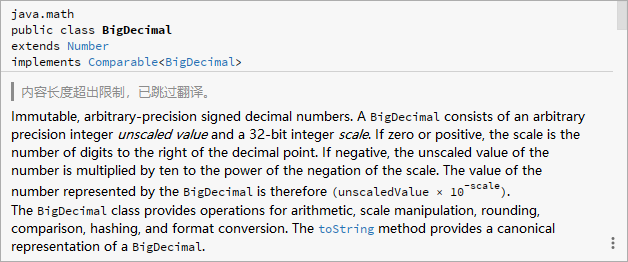 java.math
public class BigDecimal
extends Number
implements Comparable<BigDecimal>
内容长度超出限制，已跳过翻译。
Immutable, arbitrary-precision signed decimal numbers. A BigDecimal consists of an arbitrary
precision integer unscaled value and a 32-bit integer scale. If zero or positive, the scale is the
number of digits to the right of the decimal point. If negative, the unscaled value of the
number is multiplied by ten to the power of the negation of the scale. The value of the
number represented by the BigDecimal is therefore (unscaledValue × 10^-scale).
The BigDecimal class provides operations for arithmetic, scale manipulation, rounding,
comparison, hashing, and format conversion. The toString method provides a canonical
representation of a BigDecimal.